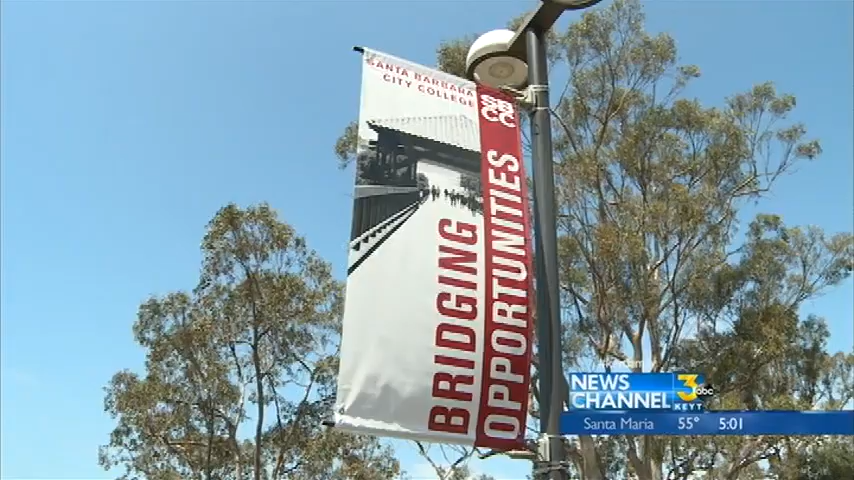 SANTA BARBARA
CITY COLLEGE
SB
CC
BRIDGING
OPPORTUNITIES
NEWS
CHANNEL 3 abc
KEYT
Santa Maria 55° 5:01